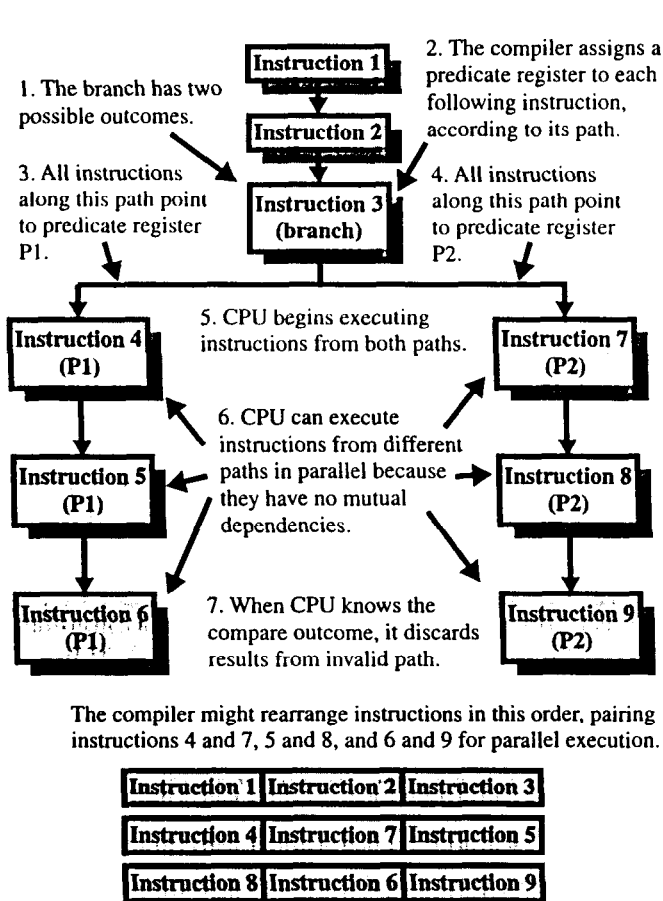 Instruction 1
2. The compiler assigns a
predicate register to each
following instruction,
according to its path.
1. The branch has two
possible outcomes.
Instruction 2
3. All instructions
along this path point
to predicate register
P1.
Instruction 3
(branch)
4. All instructions
along this path point
to predicate register
P2.
5. CPU begins executing
instructions from both paths.
Instruction 4
(P1)
Instruction 7
(P2)
6. CPU can execute
instructions from different
paths in parallel because
they have no mutual
dependencies.
Instruction 5
(P1)
Instruction 8
(P2)
Instruction 6
(P1)
7. When CPU knows the
compare outcome, it discards
results from invalid path.
Instruction 9
(P2)
The compiler might rearrange instructions in this order, pairing
instructions 4 and 7, 5 and 8, and 6 and 9 for parallel execution.
Instruction 1 Instruction 2 Instruction 3
Instruction 4 Instruction 7 Instruction 5
Instruction 8 Instruction 6 Instruction 9